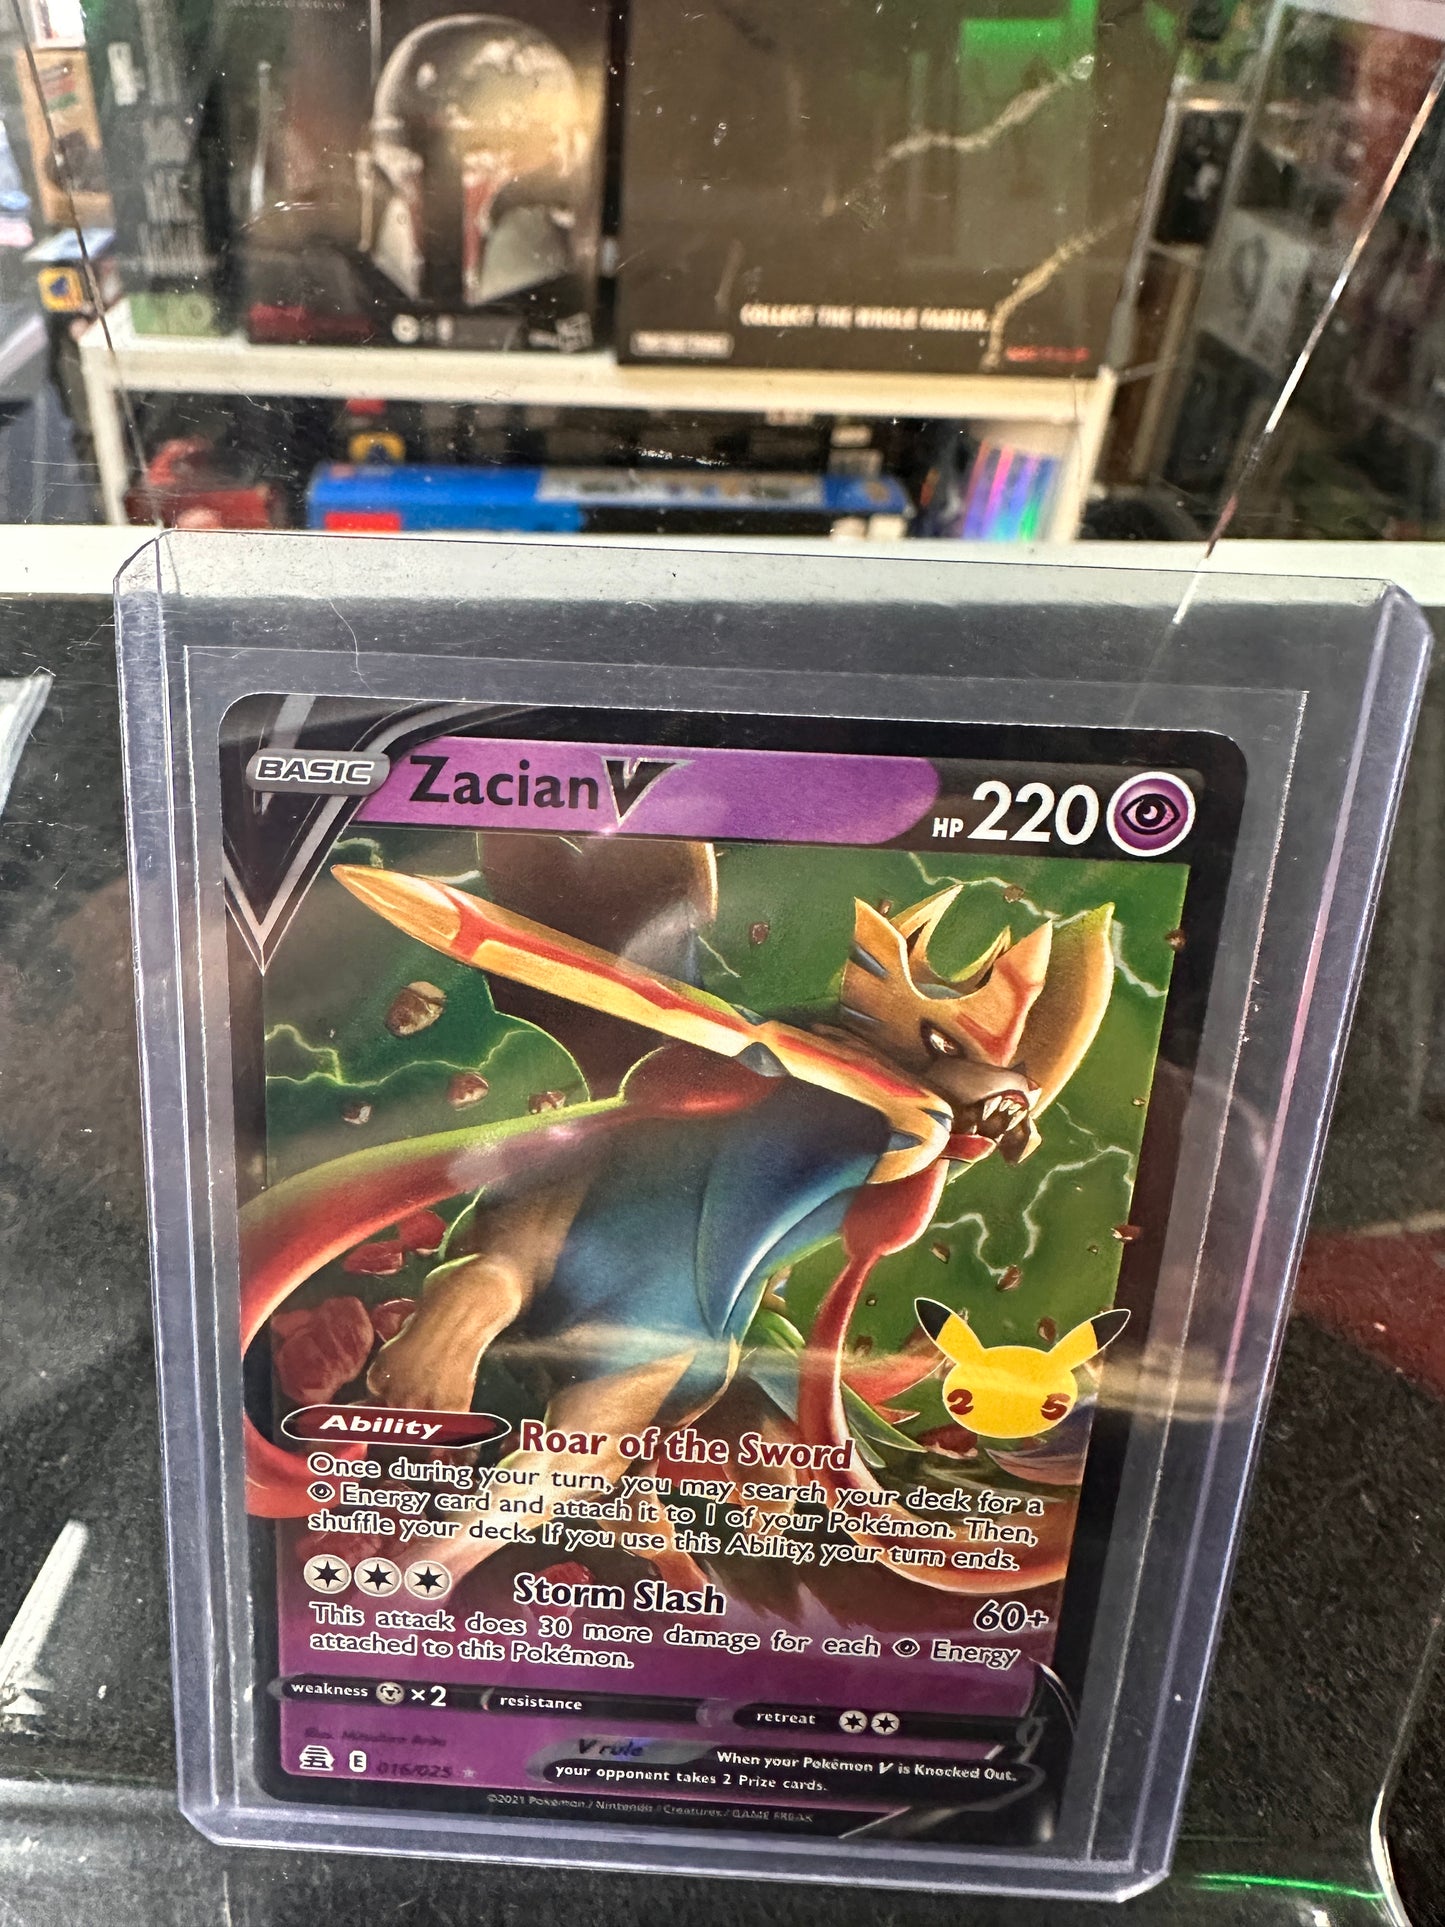 COLLECT THE WHOLE FAMILY.
BASIC
Zacian V
HP 220
25
Ability Roar of the Sword
Once during your turn, you may search your deck for a
Energy card and attach it to 1 of your Pokémon. Then,
shuffle your deck. If you use this Ability, your turn ends.
Storm Slash 60+
This attack does 30 more damage for each Energy
attached to this Pokémon.
weakness ×2 resistance
retreat
E 016/025
V rule When your Pokémon V is Knocked Out,
your opponent takes 2 Prize cards.
©2021 Pokémon / Nintendo / Creatures / GAME FREAK